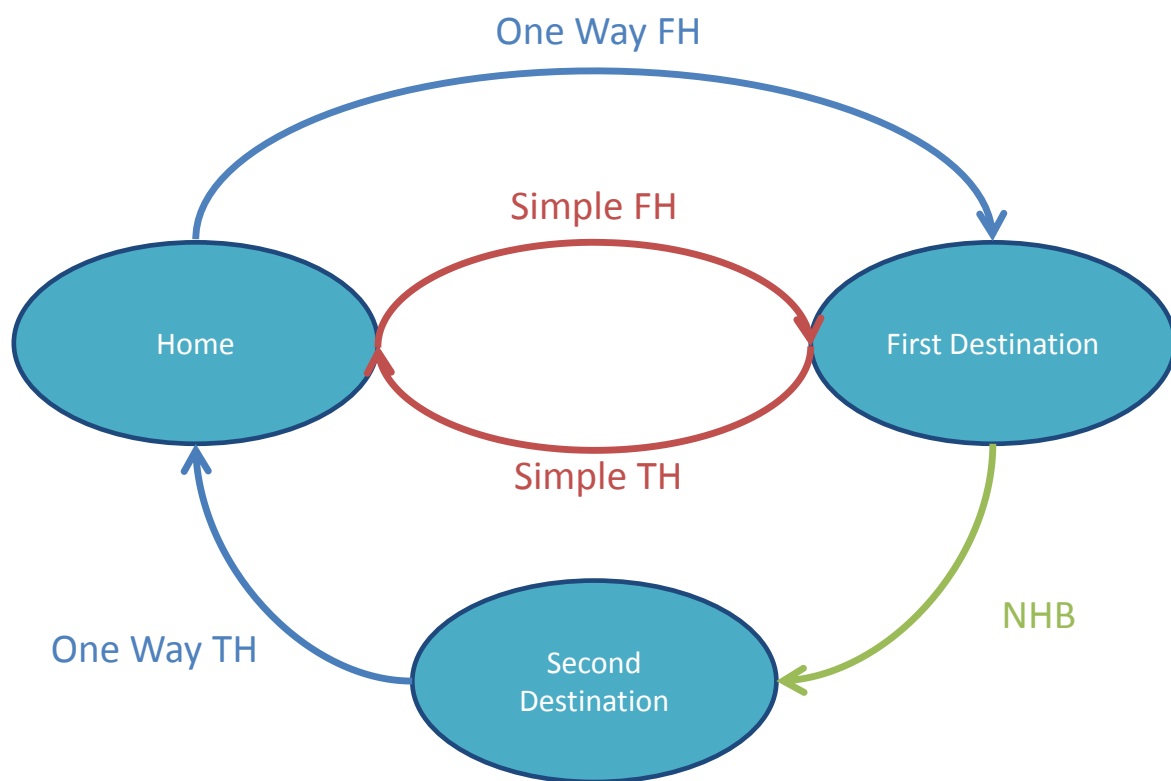 One Way FH
Simple FH
Home
First Destination
Simple TH
NHB
One Way TH
Second
Destination